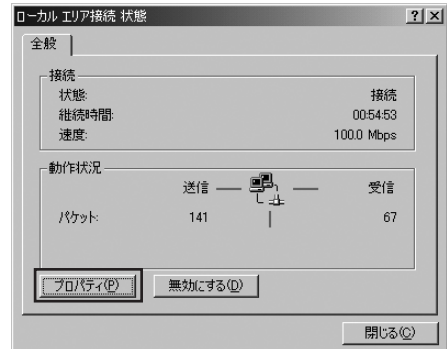 ローカル エリア接続 状態
全般
接続
状態: 接続
継続時間: 00:54:53
速度: 100.0 Mbps
動作状況
送信 受信
パケット: 141 67
プロパティ(P) 無効にする(D)
閉じる(C)